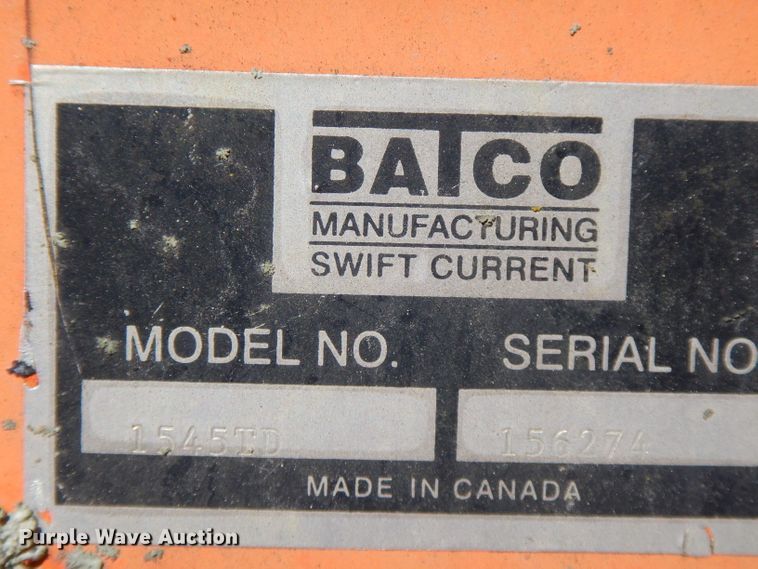 BATCO
MANUFACTURING
SWIFT CURRENT
MODEL NO. SERIAL NO
1545TD 156274
MADE IN CANADA
Purple Wave Auction